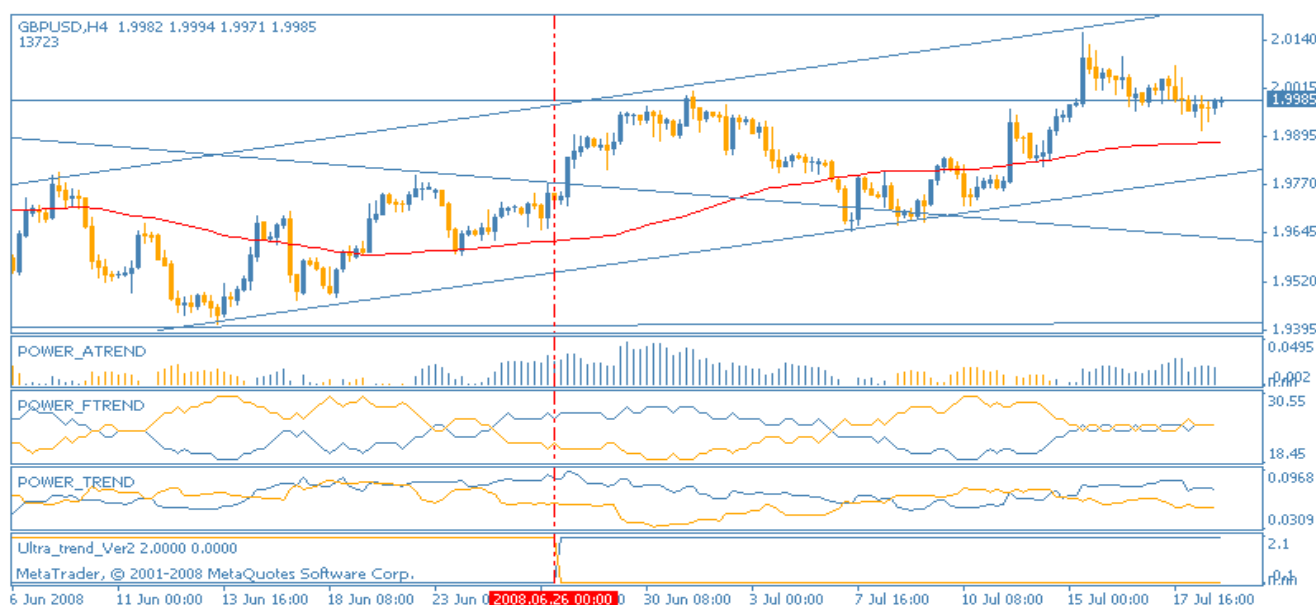 GBPUSD,H4 1.9982 1.9994 1.9971 1.9985
13723
2.0140
2.0015
1.9985
1.9895
1.9770
1.9645
1.9520
1.9395
POWER_ATREND
0.0495
0.002
POWER_FTREND
30.55
18.45
POWER_TREND
0.0968
0.0309
Ultra_trend_Ver2 2.0000 0.0000
2.1
MetaTrader, © 2001-2008 MetaQuotes Software Corp.
-0.1
6 Jun 2008 11 Jun 00:00 13 Jun 16:00 18 Jun 08:00 23 Jun 2008.06.26 00:00 30 Jun 08:00 3 Jul 00:00 7 Jul 16:00 10 Jul 08:00 15 Jul 00:00 17 Jul 16:00